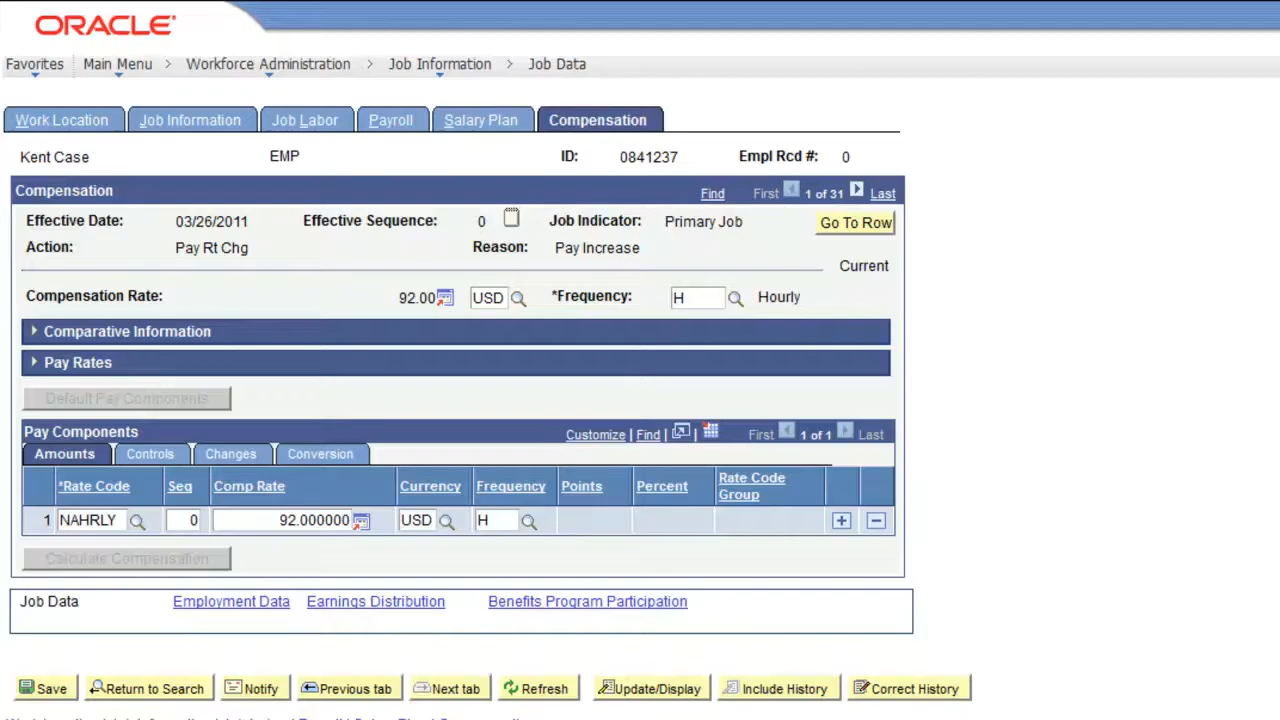 ORACLE
Favorites Main Menu > Workforce Administration > Job Information > Job Data
Work Location Job Information Job Labor Payroll Salary Plan Compensation
Kent Case EMP ID: 0841237 Empl Rcd #: 0
Compensation Find First 1 of 31 Last
Effective Date: 03/26/2011 Effective Sequence: 0 Job Indicator: Primary Job Go To Row
Action: Pay Rt Chg Reason: Pay Increase
Current
Compensation Rate: 92.00 USD *Frequency: H Hourly
Comparative Information
Pay Rates
Default Pay Components
Pay Components Customize | Find | | First 1 of 1 Last
Amounts Controls Changes Conversion
*Rate Code Seq Comp Rate Currency Frequency Points Percent Rate Code Group
1 NAHRLY 0 92.000000 USD H
Calculate Compensation
Job Data Employment Data Earnings Distribution Benefits Program Participation
Save Return to Search Notify Previous tab Next tab Refresh Update/Display Include History Correct History